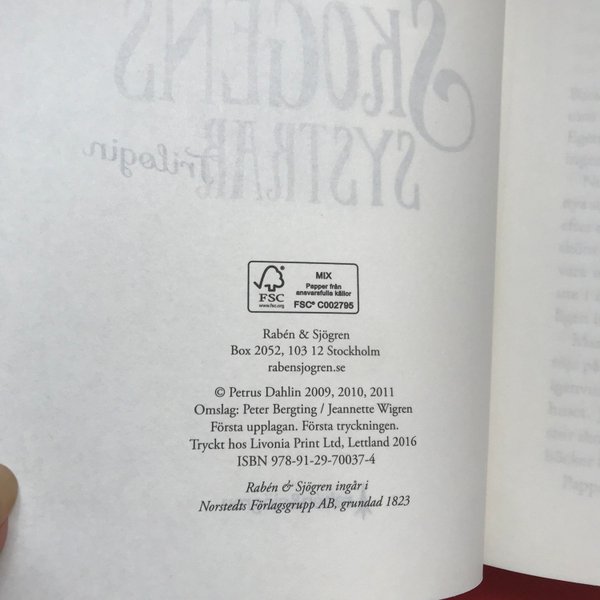 SKOGENS
SYSTRAR
Trilogin
FSC
www.fsc.org
MIX
Papper från
ansvarsfulla källor
FSC® C002795
Rabén & Sjögren
Box 2052, 103 12 Stockholm
rabensjogren.se
© Petrus Dahlin 2009, 2010, 2011
Omslag: Peter Bergting / Jeannette Wigren
Första upplagan. Första tryckningen.
Tryckt hos Livonia Print Ltd, Lettland 2016
ISBN 978-91-29-70037-4
Rabén & Sjögren ingår i
Norstedts Förlagsgrupp AB, grundad 1823